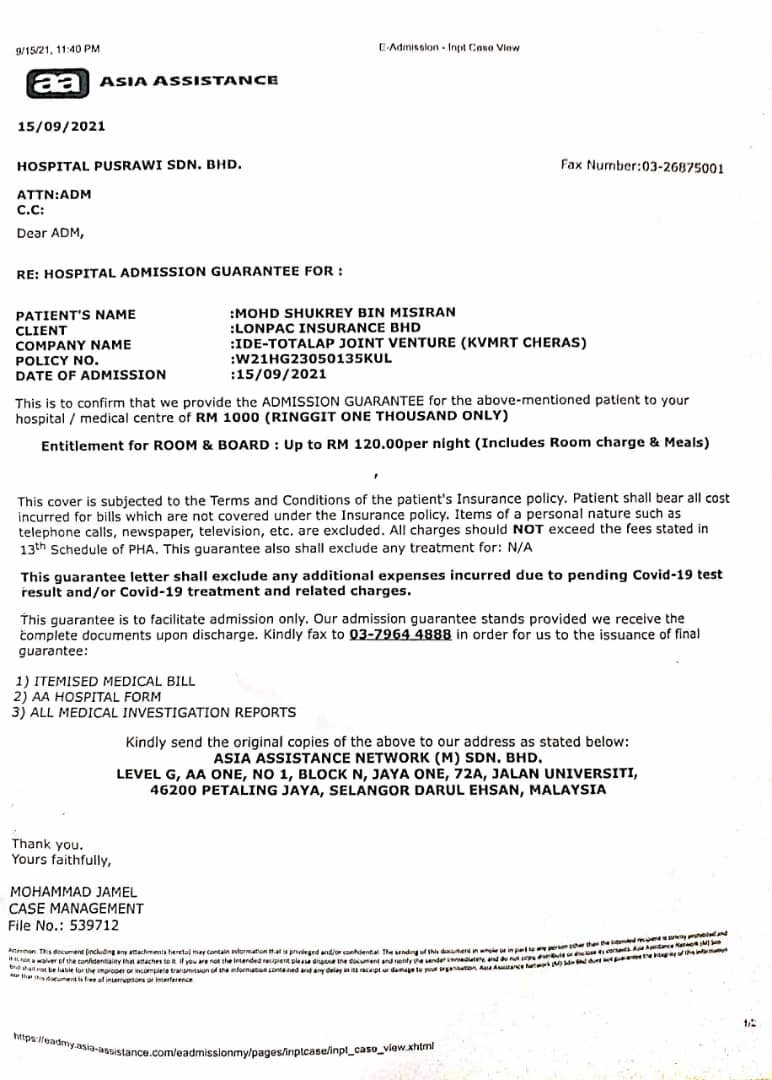 9/15/21, 11:40 PM E-Admission - Inpt Case View
aa ASIA ASSISTANCE
15/09/2021
HOSPITAL PUSRAWI SDN. BHD. Fax Number:03-26875001
ATTN:ADM
C.C:
Dear ADM,
RE: HOSPITAL ADMISSION GUARANTEE FOR :
PATIENT'S NAME :MOHD SHUKREY BIN MISIRAN
CLIENT :LONPAC INSURANCE BHD
COMPANY NAME :IDE-TOTALAP JOINT VENTURE (KVMRT CHERAS)
POLICY NO. :W21HG23050135KUL
DATE OF ADMISSION :15/09/2021
This is to confirm that we provide the ADMISSION GUARANTEE for the above-mentioned patient to your
hospital / medical centre of RM 1000 (RINGGIT ONE THOUSAND ONLY)
Entitlement for ROOM & BOARD : Up to RM 120.00per night (Includes Room charge & Meals)
,
This cover is subjected to the Terms and Conditions of the patient's Insurance policy. Patient shall bear all cost
incurred for bills which are not covered under the Insurance policy. Items of a personal nature such as
telephone calls, newspaper, television, etc. are excluded. All charges should NOT exceed the fees stated in
13th Schedule of PHA. This guarantee also shall exclude any treatment for: N/A
This guarantee letter shall exclude any additional expenses incurred due to pending Covid-19 test
result and/or Covid-19 treatment and related charges.
This guarantee is to facilitate admission only. Our admission guarantee stands provided we receive the
complete documents upon discharge. Kindly fax to 03-7964 4888 in order for us to the issuance of final
guarantee:
1) ITEMISED MEDICAL BILL
2) AA HOSPITAL FORM
3) ALL MEDICAL INVESTIGATION REPORTS
Kindly send the original copies of the above to our address as stated below:
ASIA ASSISTANCE NETWORK (M) SDN. BHD.
LEVEL G, AA ONE, NO 1, BLOCK N, JAYA ONE, 72A, JALAN UNIVERSITI,
46200 PETALING JAYA, SELANGOR DARUL EHSAN, MALAYSIA
Thank you.
Yours faithfully,
MOHAMMAD JAMEL
CASE MANAGEMENT
File No.: 539712
Attention: This document (including any attachments hereto) may contain information that is privileged and/or confidential. The sending of this document in whole or in part to any person other than the intended recipient is strictly prohibited and
it is not a waiver of the confidentiality that attaches to it. If you are not the intended recipient please dispose the document and notify the sender immediately, and do not copy, distribute or disclose its contents. Asia Assistance Network (M) Sdn
Bhd shall not be liable for the improper or incomplete transmission of the information contained and any delay in its receipt or damage to your organisation. Asia Assistance Network (M) Sdn Bhd does not guarantee the integrity of the information
nor that this document is free of interruptions or interference.
1/2
https://eadmy.asia-assistance.com/eadmissionmy/pages/inptcase/inpt_case_view.xhtml